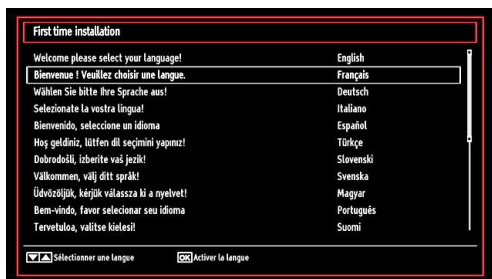 First time installation
Welcome please select your language! English
Bienvenue ! Veuillez choisir une langue. Français
Wählen Sie bitte Ihre Sprache aus! Deutsch
Selezionate la vostra lingua! Italiano
Bienvenido, seleccione un idioma Español
Hoş geldiniz, lütfen dil seçimini yapınız! Türkçe
Dobrodošli, izberite vaš jezik! Slovenski
Välkommen, välj ditt språk! Svenska
Üdvözöljük, kérjük válassza ki a nyelvet! Magyar
Bem-vindo, favor selecionar seu idioma Português
Tervetuloa, valitse kielesi! Suomi
Sélectionner une langue OK Activer la langue